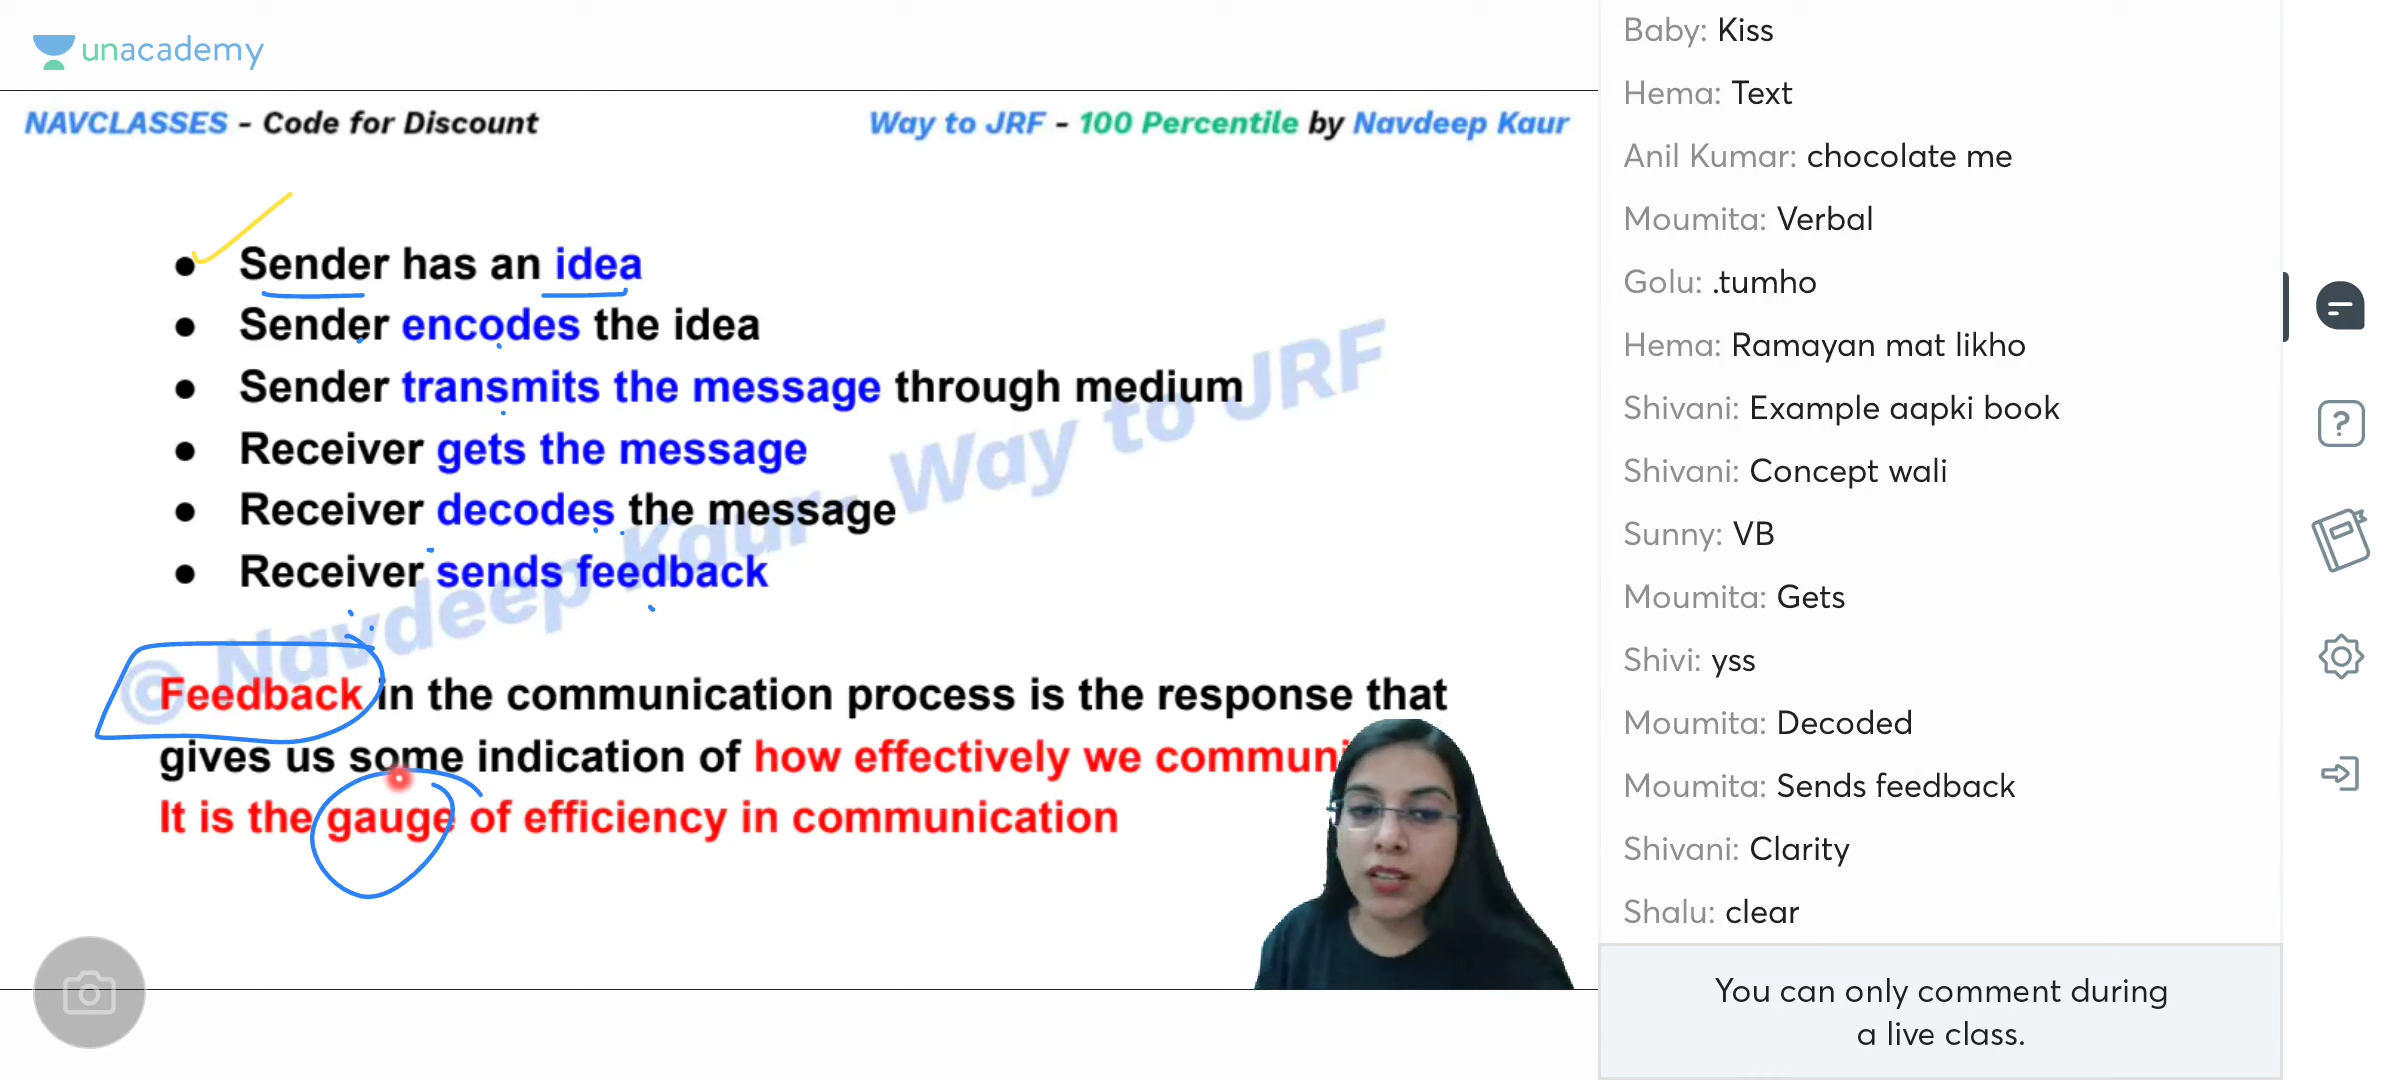 unacademy
NAVCLASSES - Code for Discount
Way to JRF - 100 Percentile by Navdeep Kaur
● Sender has an idea
● Sender encodes the idea
● Sender transmits the message through medium
● Receiver gets the message
● Receiver decodes the message
● Receiver sends feedback
Feedback in the communication process is the response that
gives us some indication of how effectively we
It is the gauge of efficiency in communication
© Navdeep Kaur- Way to JRF
Baby: Kiss
Hema: Text
Anil Kumar: chocolate me
Moumita: Verbal
Golu: .tumho
Hema: Ramayan mat likho
Shivani: Example aapki book
Shivani: Concept wali
Sunny: VB
Moumita: Gets
Shivi: yss
Moumita: Decoded
Moumita: Sends feedback
Shivani: Clarity
Shalu: clear
You can only comment during
a live class.